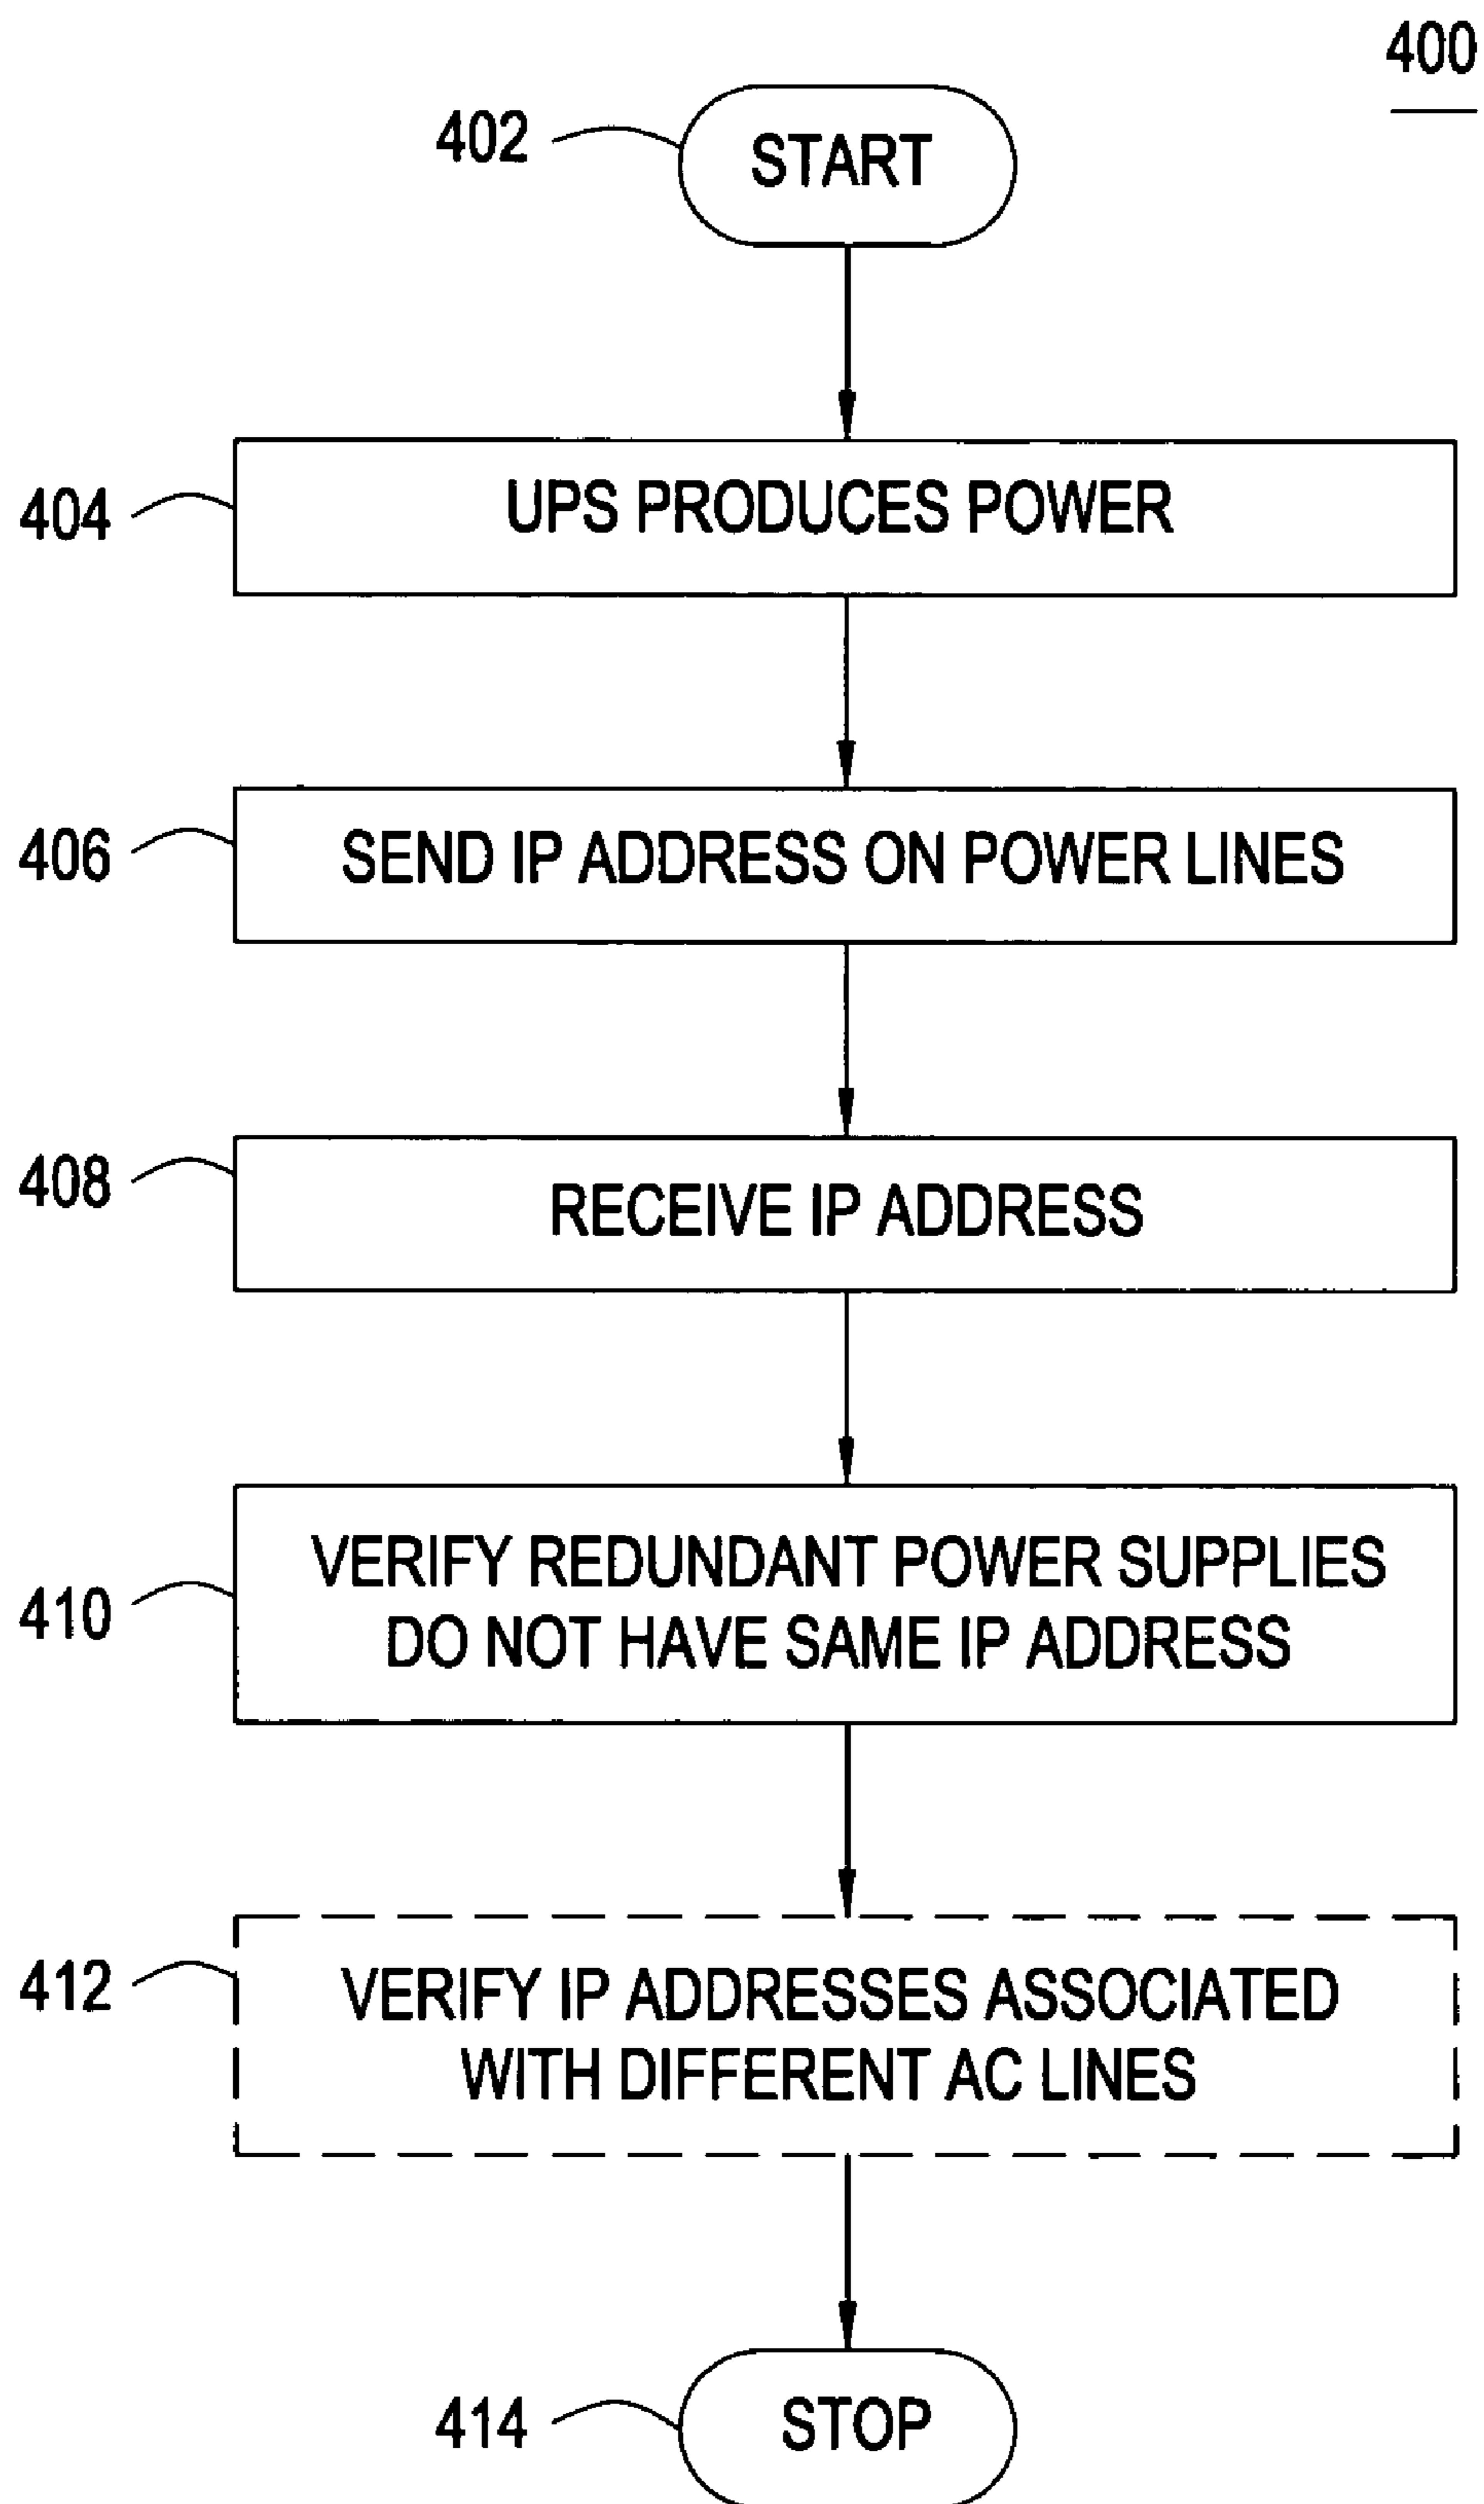 400
402
START
404
UPS PRODUCES POWER
406
SEND IP ADDRESS ON POWER LINES
408
RECEIVE IP ADDRESS
410
VERIFY REDUNDANT POWER SUPPLIES
DO NOT HAVE SAME IP ADDRESS
412
VERIFY IP ADDRESSES ASSOCIATED
WITH DIFFERENT AC LINES
414
STOP